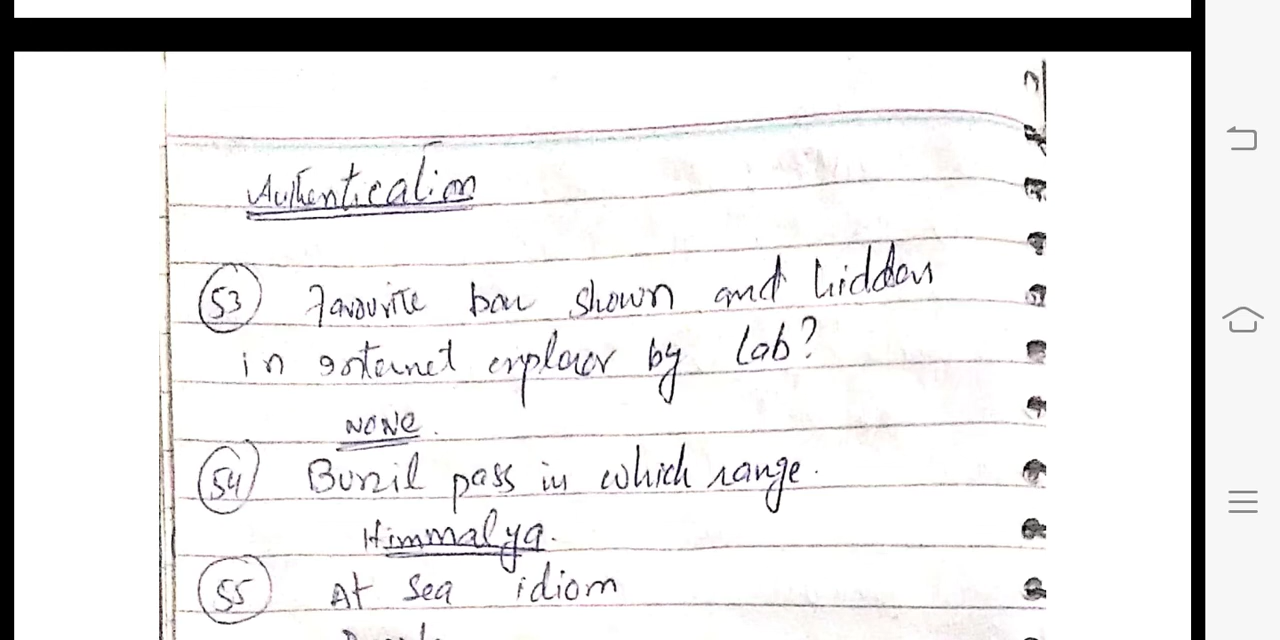 Authentication
53 Favourite bar shown and hidden
in internet explorer by Lab?
NONE.
54 Burzil pass in which range.
Himmalya.
55 At Sea idiom